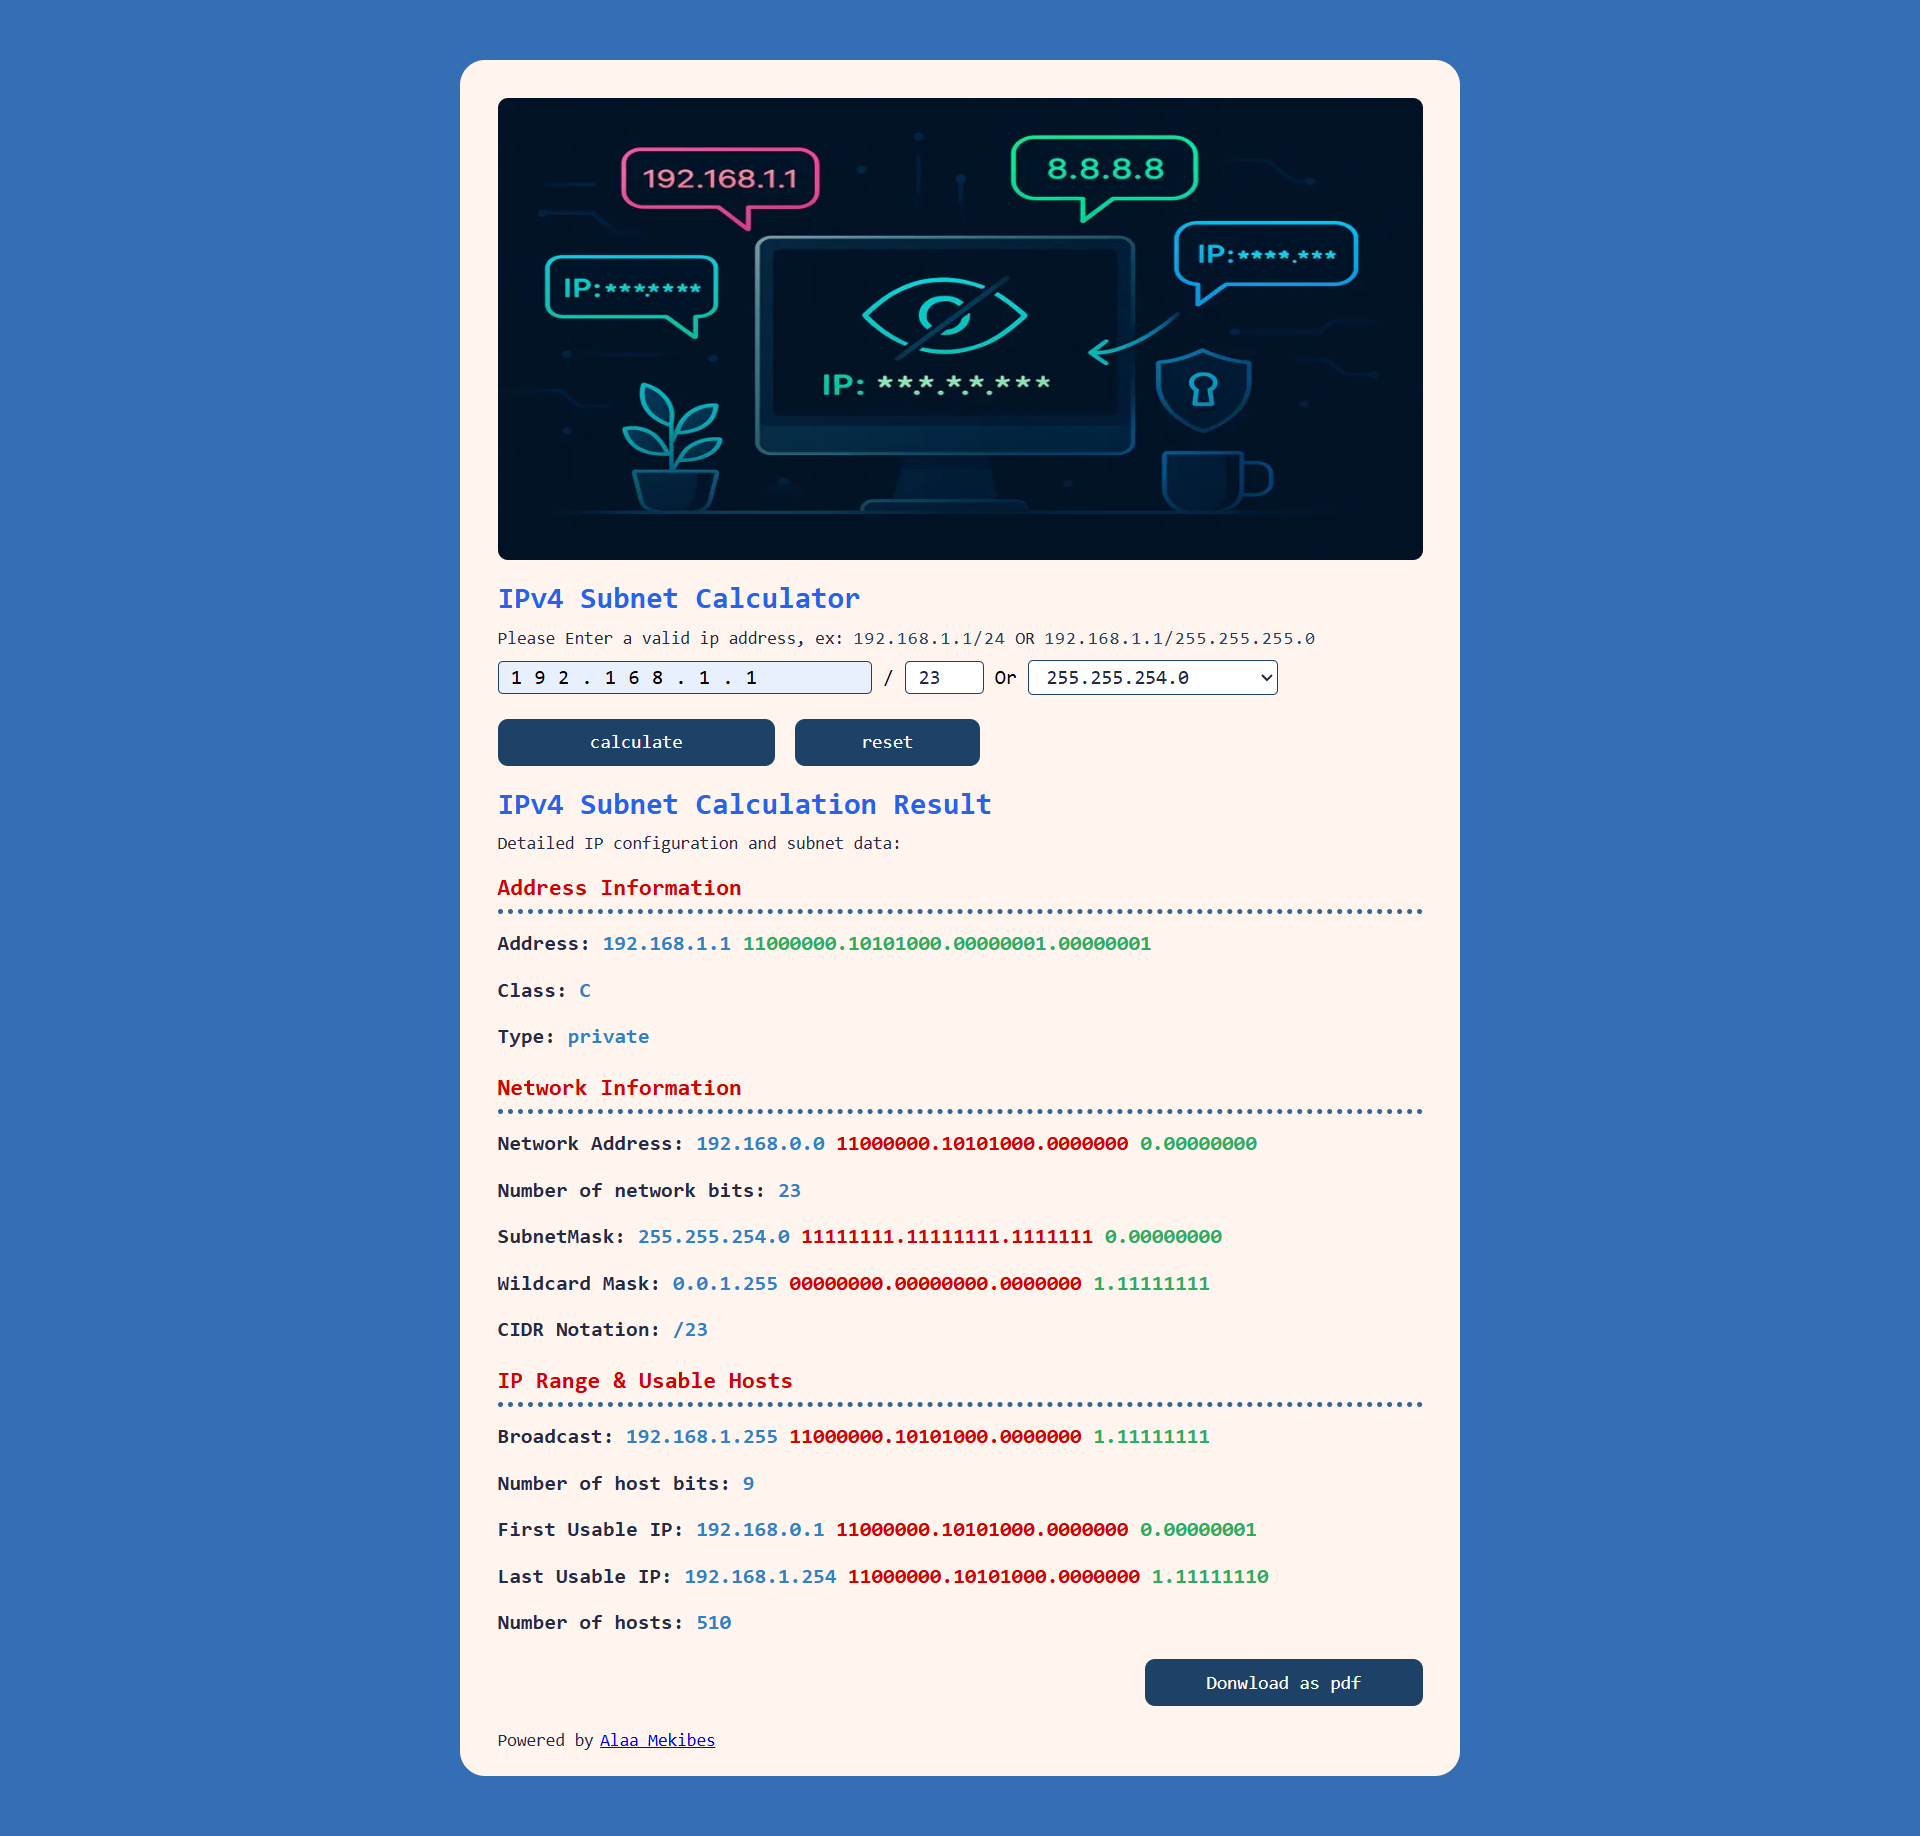 192.168.1.1
8.8.8.8
IP:****.***
IP:*******
IP: ***.*.*.***
IPv4 Subnet Calculator
Please Enter a valid ip address, ex: 192.168.1.1/24 OR 192.168.1.1/255.255.255.0
192.168.1.1 / 23 Or 255.255.254.0
calculate reset
IPv4 Subnet Calculation Result
Detailed IP configuration and subnet data:
Address Information
Address: 192.168.1.1 11000000.10101000.00000001.00000001
Class: C
Type: private
Network Information
Network Address: 192.168.0.0 11000000.10101000.0000000 0.00000000
Number of network bits: 23
SubnetMask: 255.255.254.0 11111111.11111111.1111111 0.00000000
Wildcard Mask: 0.0.1.255 00000000.00000000.0000000 1.11111111
CIDR Notation: /23
IP Range & Usable Hosts
Broadcast: 192.168.1.255 11000000.10101000.0000000 1.11111111
Number of host bits: 9
First Usable IP: 192.168.0.1 11000000.10101000.0000000 0.00000001
Last Usable IP: 192.168.1.254 11000000.10101000.0000000 1.11111110
Number of hosts: 510
Donwload as pdf
Powered by Alaa Mekibes